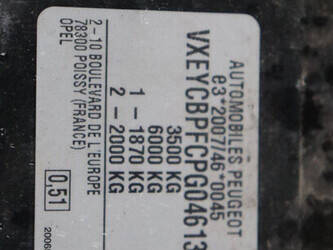 AUTOMOBILES PEUGEOT
e3*2007/46*0045
VXEYCBPFCPG04613
3500 KG
6000 KG
1 - 1870 KG
2 - 2000 KG
2-10 BOULEVARD DE L'EUROPE
78300 POISSY (FRANCE)
OPEL
0,51